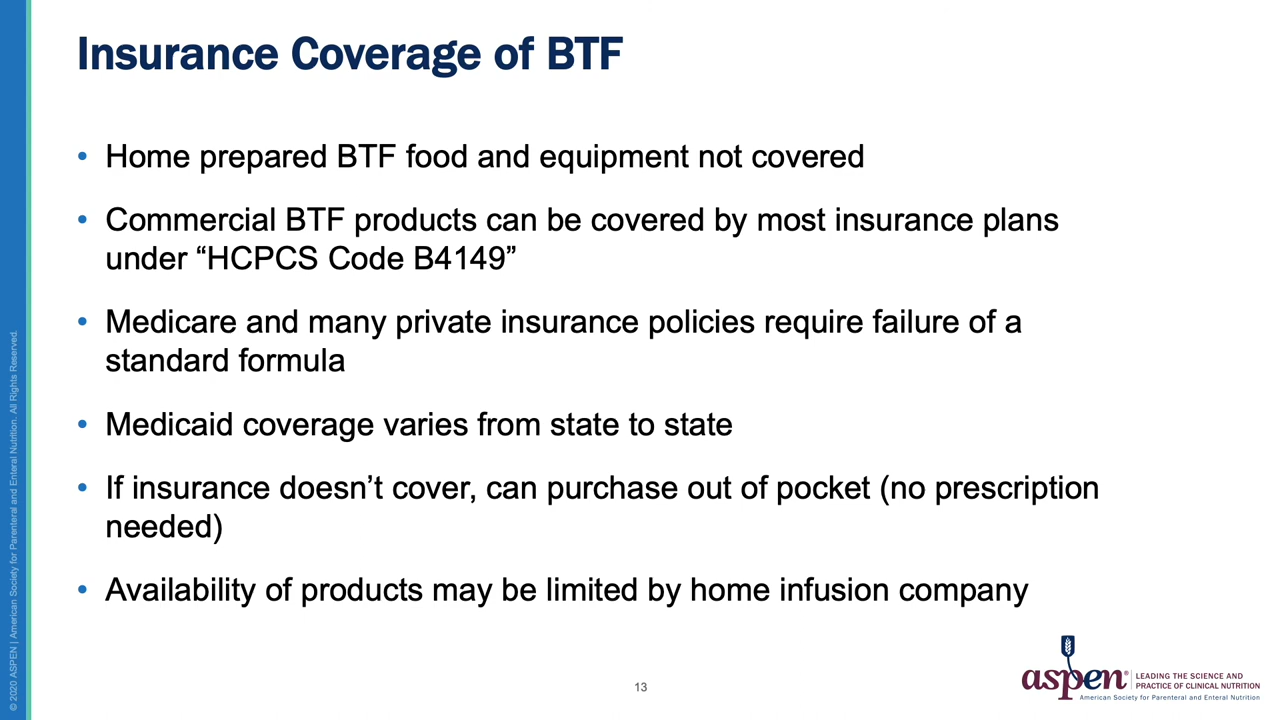 Insurance Coverage of BTF
• Home prepared BTF food and equipment not covered
• Commercial BTF products can be covered by most insurance plans
under “HCPCS Code B4149”
• Medicare and many private insurance policies require failure of a
standard formula
• Medicaid coverage varies from state to state
• If insurance doesn’t cover, can purchase out of pocket (no prescription
needed)
• Availability of products may be limited by home infusion company
© 2020 ASPEN | American Society for Parenteral and Enteral Nutrition. All Rights Reserved.
13
aspen®
LEADING THE SCIENCE AND
PRACTICE OF CLINICAL NUTRITION
American Society for Parenteral and Enteral Nutrition